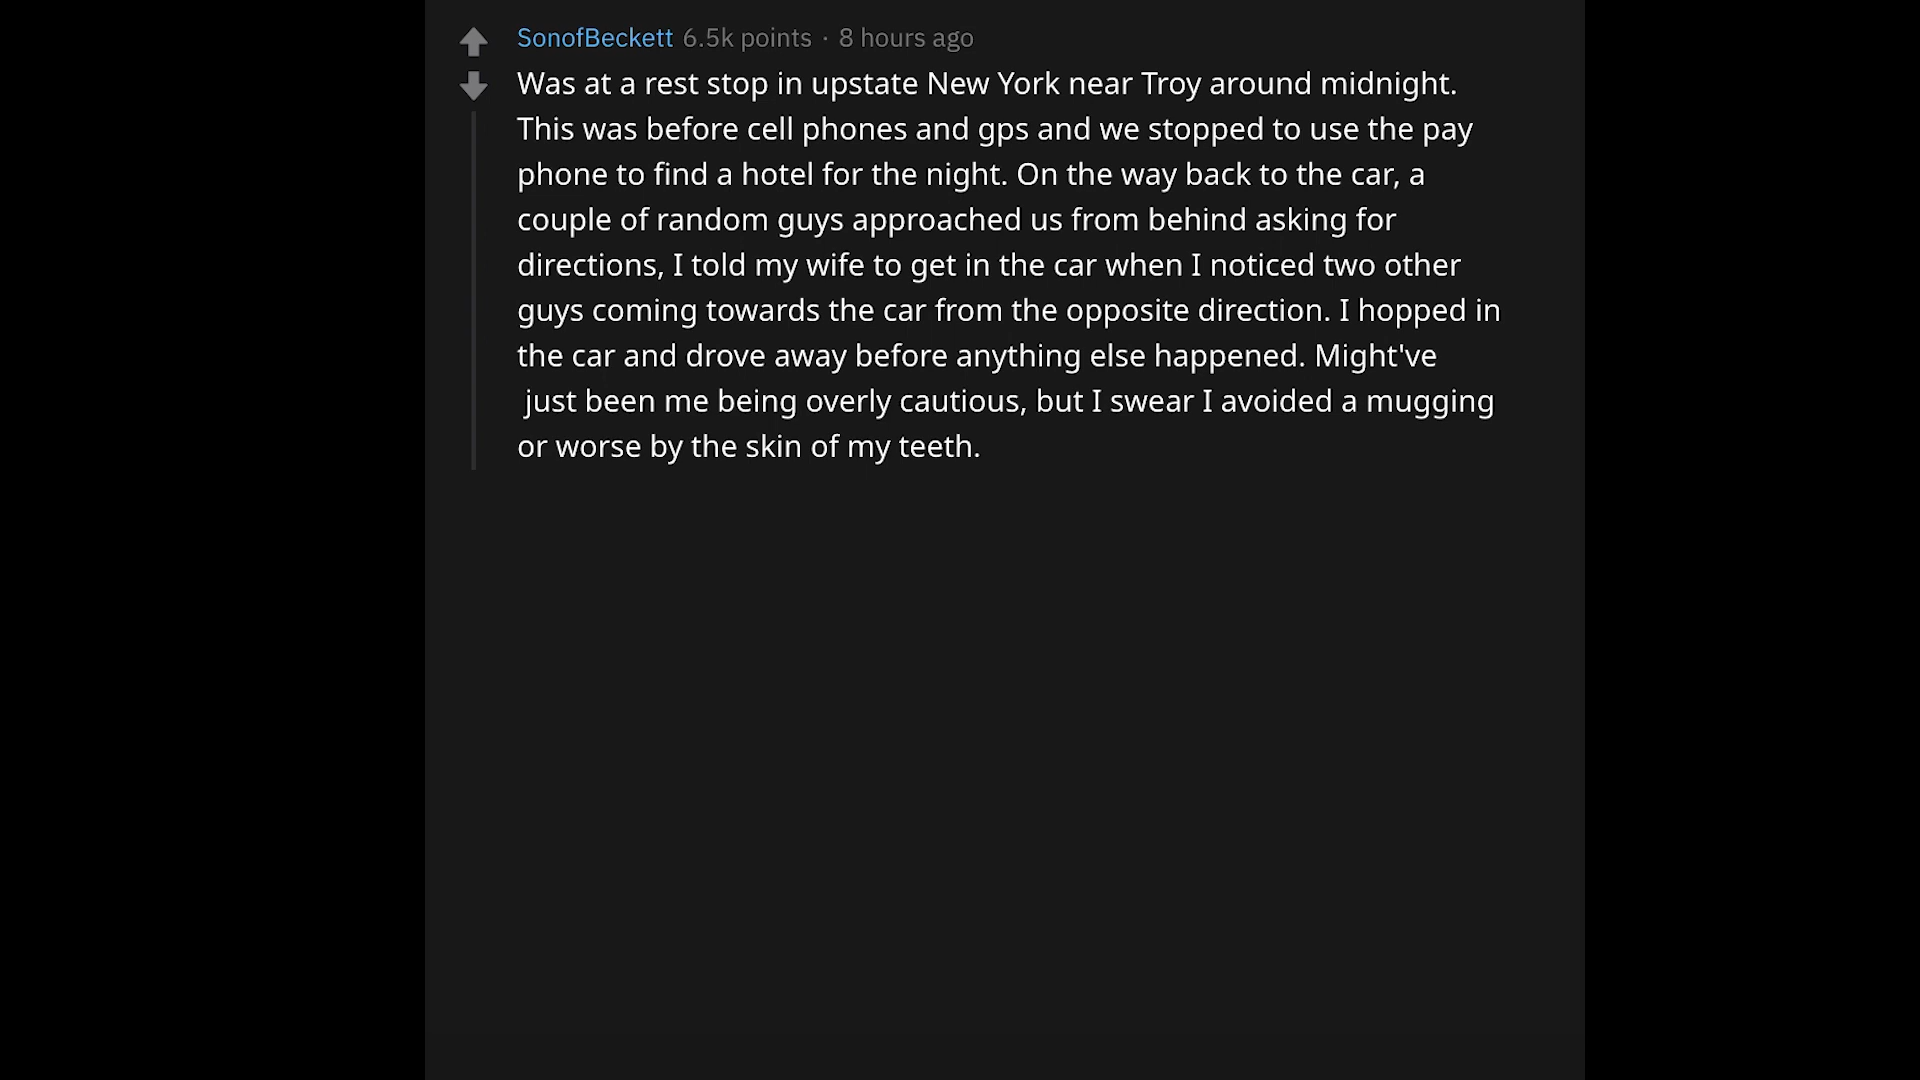 SonofBeckett 6.5k points · 8 hours ago
Was at a rest stop in upstate New York near Troy around midnight.
This was before cell phones and gps and we stopped to use the pay
phone to find a hotel for the night. On the way back to the car, a
couple of random guys approached us from behind asking for
directions, I told my wife to get in the car when I noticed two other
guys coming towards the car from the opposite direction. I hopped in
the car and drove away before anything else happened. Might've
just been me being overly cautious, but I swear I avoided a mugging
or worse by the skin of my teeth.